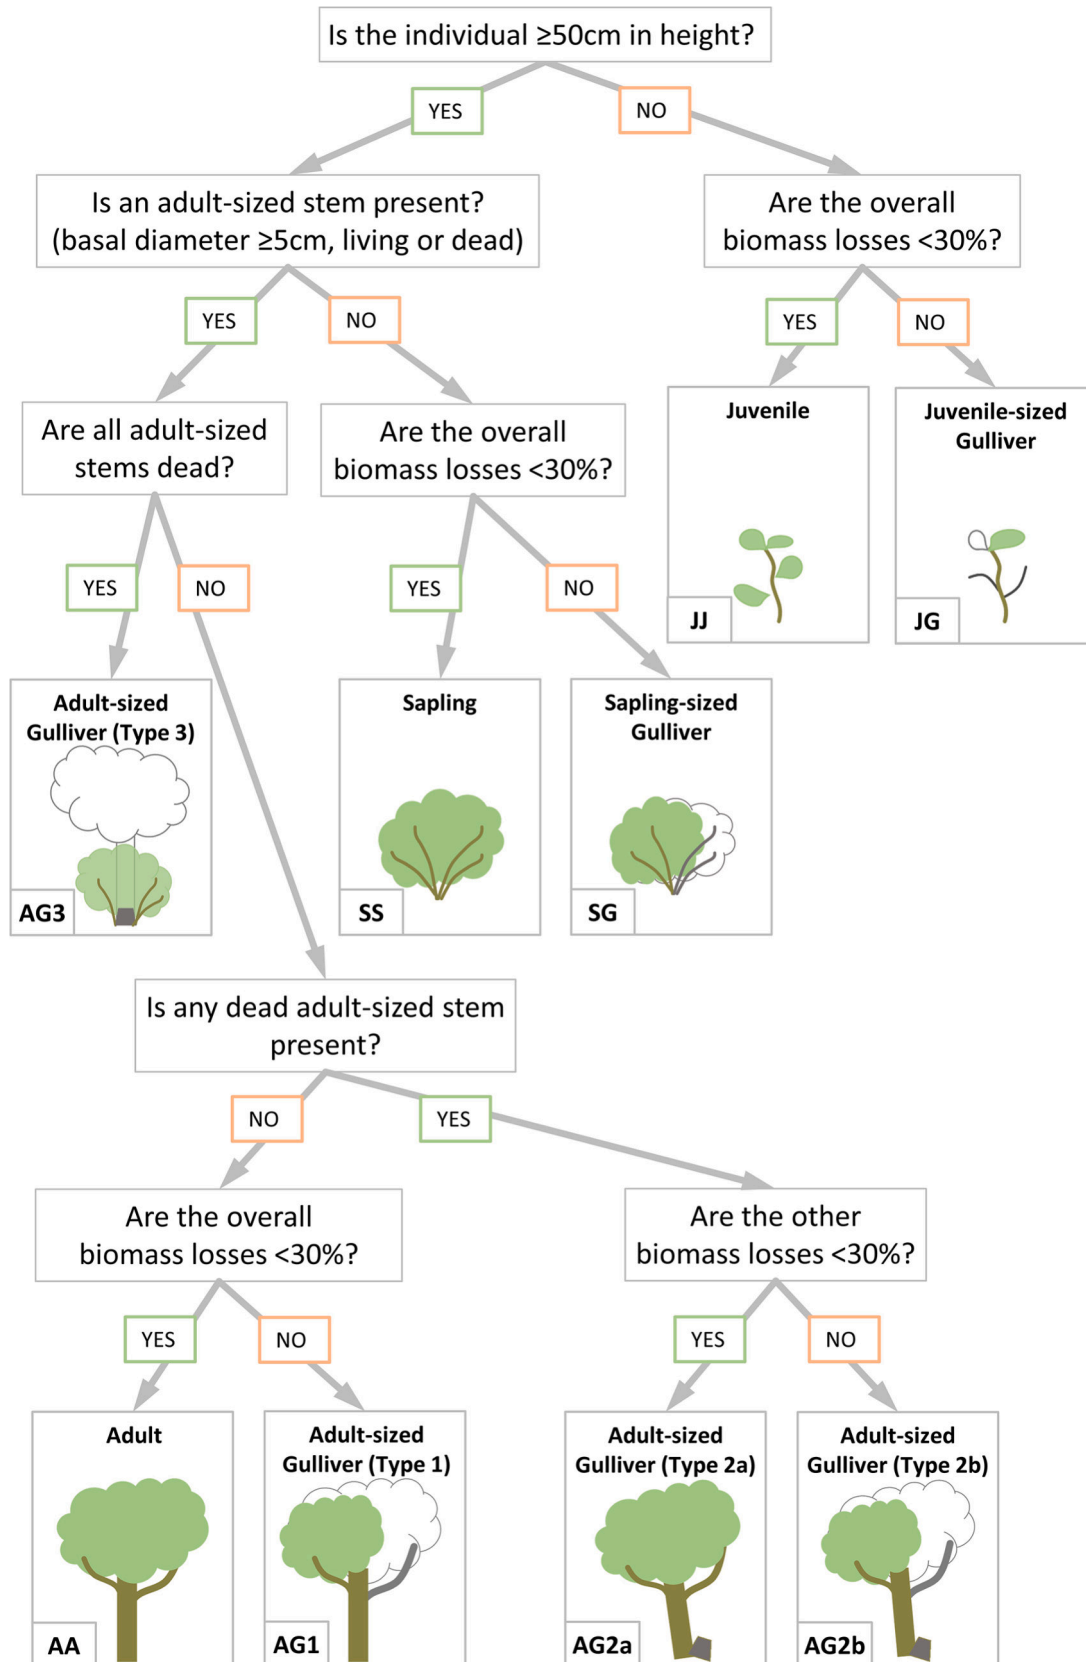 Is the individual ≥50cm in height?
YES
NO
Is an adult-sized stem present?
(basal diameter ≥5cm, living or dead)
Are the overall
biomass losses <30%?
YES
NO
YES
NO
Are all adult-sized
stems dead?
Are the overall
biomass losses <30%?
Juvenile
JJ
Juvenile-sized
Gulliver
JG
YES
NO
YES
NO
Adult-sized
Gulliver (Type 3)
AG3
Sapling
SS
Sapling-sized
Gulliver
SG
Is any dead adult-sized stem
present?
NO
YES
Are the overall
biomass losses <30%?
Are the other
biomass losses <30%?
YES
NO
YES
NO
Adult
AA
Adult-sized
Gulliver (Type 1)
AG1
Adult-sized
Gulliver (Type 2a)
AG2a
Adult-sized
Gulliver (Type 2b)
AG2b